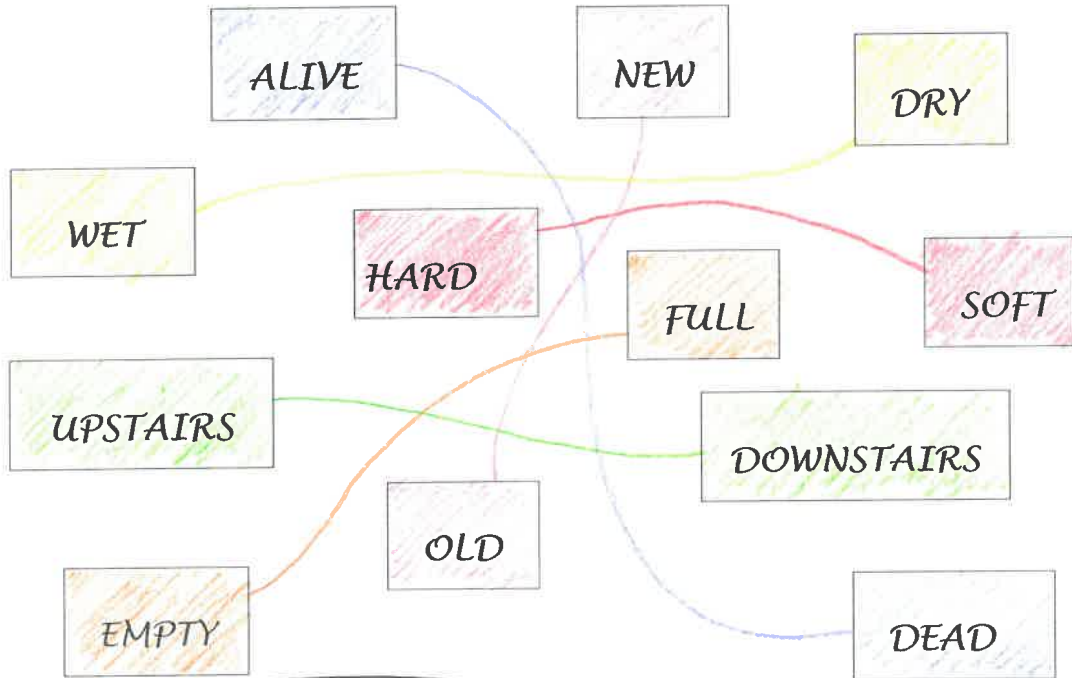 ALIVE
NEW
DRY
WET
HARD
FULL
SOFT
UPSTAIRS
DOWNSTAIRS
OLD
EMPTY
DEAD